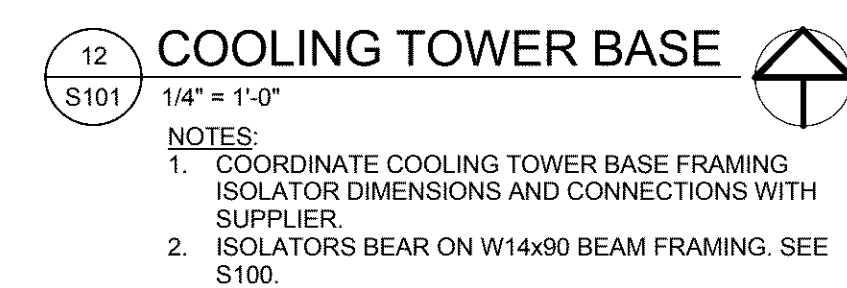 12
S101
COOLING TOWER BASE
1/4" = 1'-0"
NOTES:
1. COORDINATE COOLING TOWER BASE FRAMING
ISOLATOR DIMENSIONS AND CONNECTIONS WITH
SUPPLIER.
2. ISOLATORS BEAR ON W14x90 BEAM FRAMING. SEE
S100.